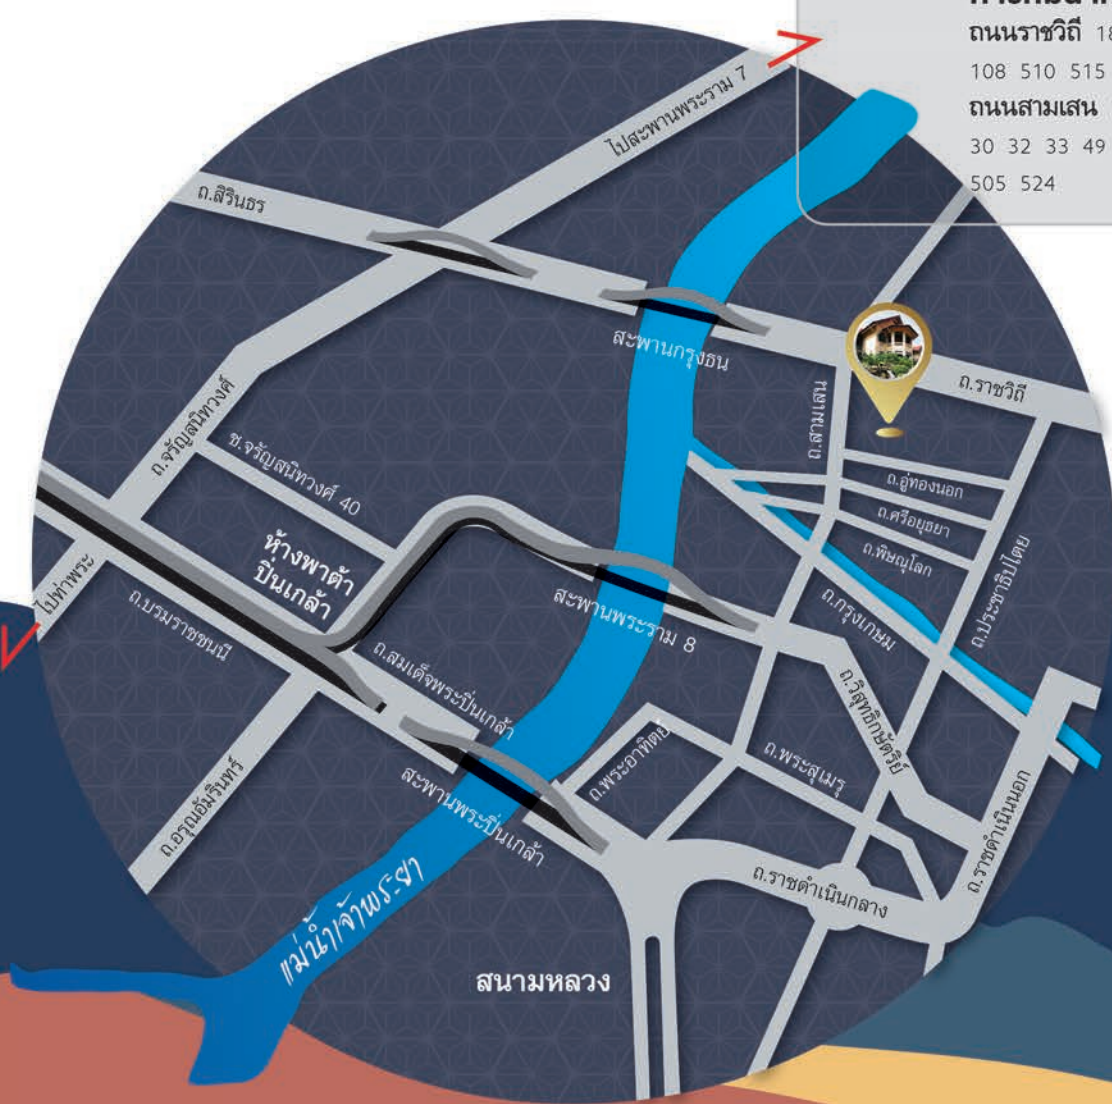 ถนนราชวิถี 18
108 510 515
ถนนสามเสน
30 32 33 49
505 524
ไปสะพานพระราม 7
ถ.สิรินธร
สะพานกรุงธน
ถ.ราชวิถี
ถ.สามเสน
ถ.จรัญสนิทวงศ์
ซ.จรัญสนิทวงศ์ 40
ถ.อู่ทองนอก
ถ.ศรีอยุธยา
ถ.พิษณุโลก
ห้างพาต้า
ปิ่นเกล้า
ถ.ประชาธิปไตย
ไปท่าพระ
ถ.บรมราชชนนี
สะพานพระราม 8
ถ.กรุงเกษม
ถ.สมเด็จพระปิ่นเกล้า
ถ.วิสุทธิกษัตริย์
ถ.พระอาทิตย์
ถ.พระสุเมรุ
สะพานพระปิ่นเกล้า
ถ.อรุณอัมรินทร์
ถ.ราชดำเนินนอก
ถ.ราชดำเนินกลาง
แม่น้ำเจ้าพระยา
สนามหลวง